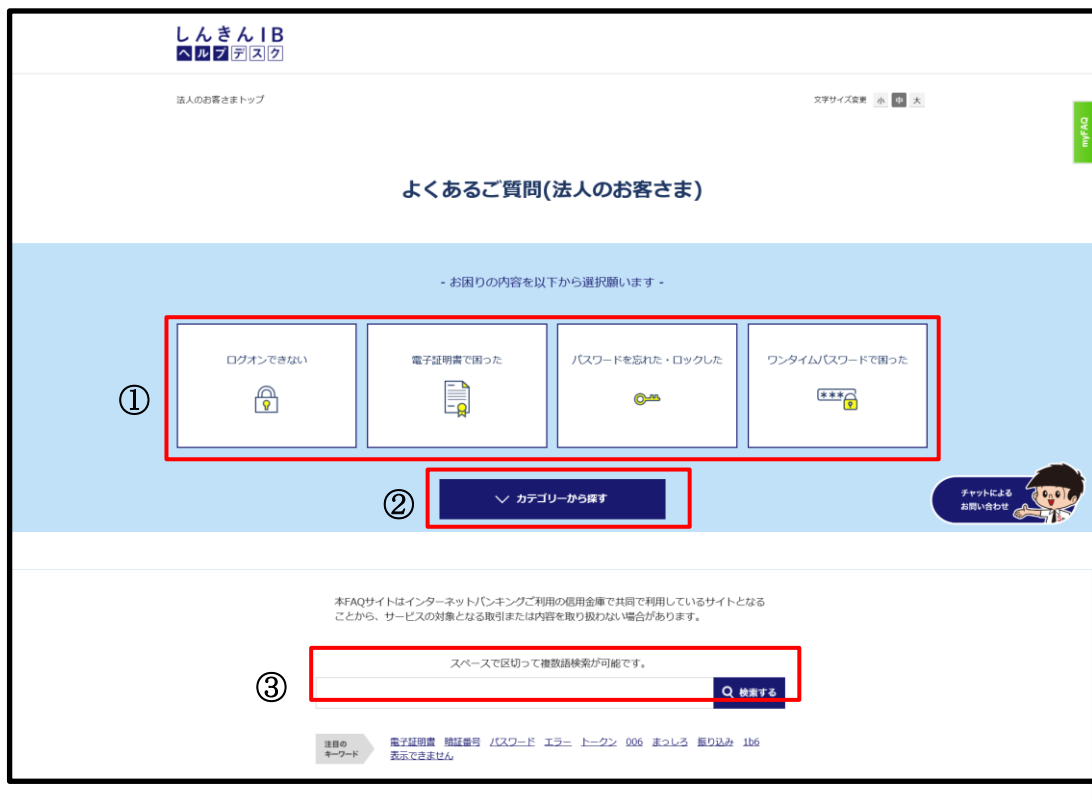 しんきんIB
ヘルプデスク
法人のお客さまトップ
文字サイズ変更 小 中 大
myFAQ
よくあるご質問(法人のお客さま)
- お困りの内容を以下から選択願います -
ログオンできない
電子証明書で困った
パスワードを忘れた・ロックした
ワンタイムパスワードで困った
①
***
②
カテゴリーから探す
チャットによる
お問い合わせ
本FAQサイトはインターネットバンキングご利用の信用金庫で共同で利用しているサイトとなる
ことから、サービスの対象となる取引または内容を取り扱わない場合があります。
スペースで区切って複数語検索が可能です。
③
検索する
注目の
キーワード
電子証明書 暗証番号 パスワード エラー トークン 006 まっしろ 振り込み 1b6
表示できません